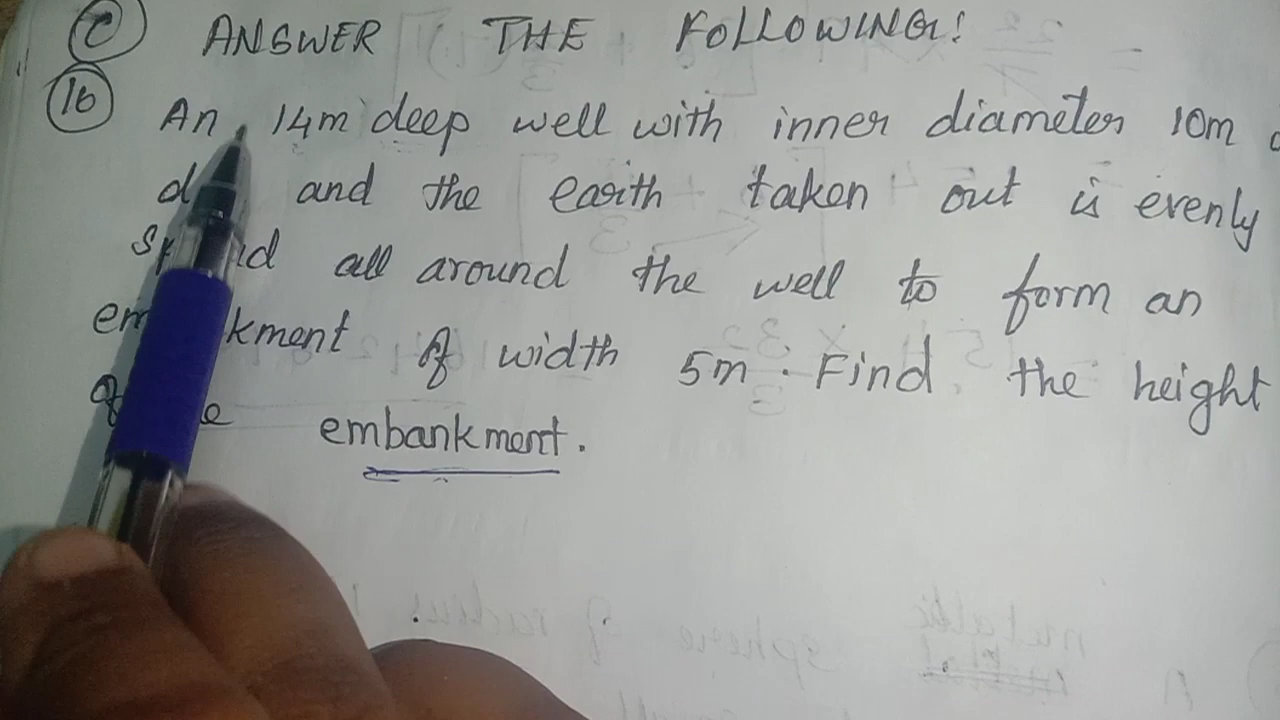 C ANSWER THE FOLLOWING!
16 An 14m deep well with inner diameter 10m
and the earth taken out is evenly
all around the well to form an
of width 5m. Find the height
embankment.